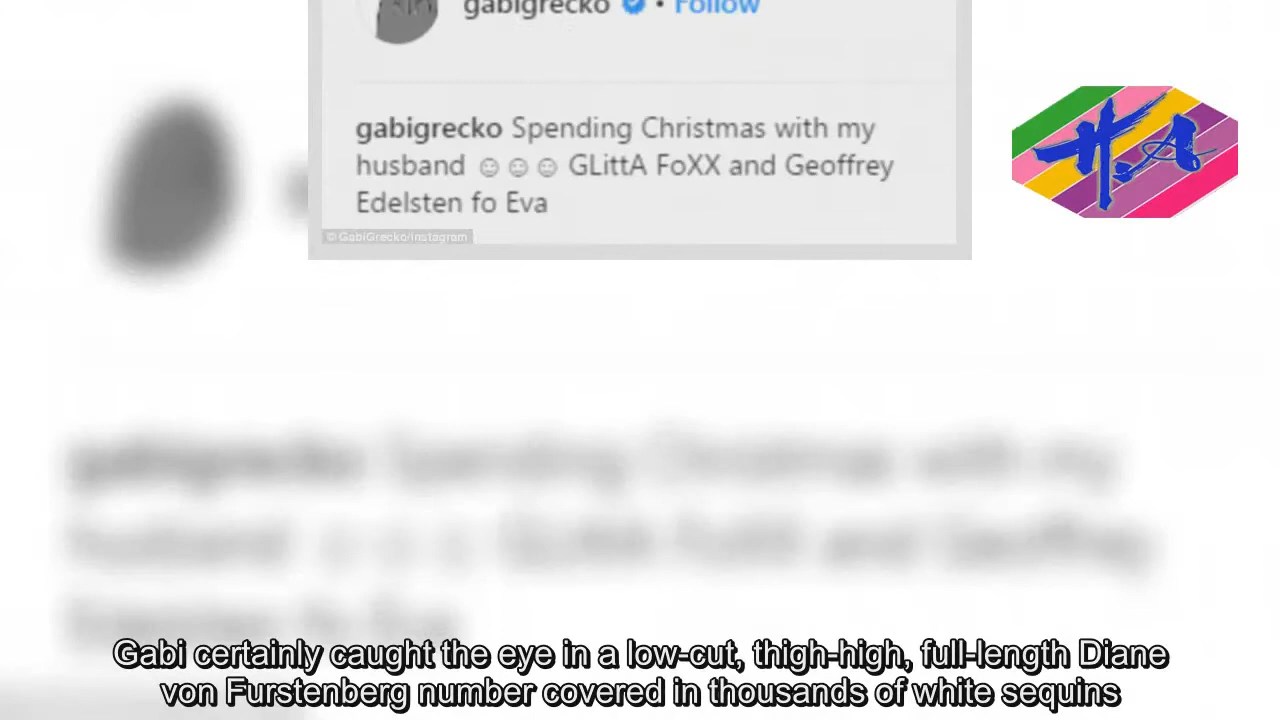 gabigrecko • Follow
gabigrecko Spending Christmas with my
husband ☺☺☺ GLittA FoXX and Geoffrey
Edelsten fo Eva
© GabiGrecko/Instagram
Gabi certainly caught the eye in a low-cut, thigh-high, full-length Diane
von Furstenberg number covered in thousands of white sequins